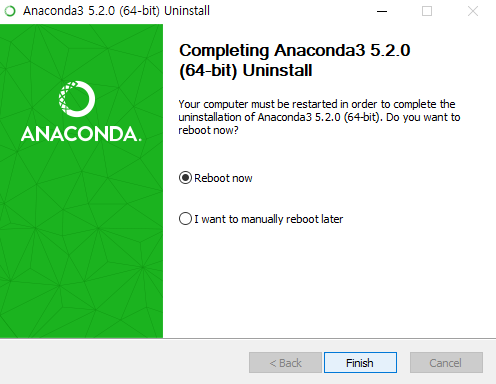 Anaconda3 5.2.0 (64-bit) Uninstall
Completing Anaconda3 5.2.0
(64-bit) Uninstall
Your computer must be restarted in order to complete the
uninstallation of Anaconda3 5.2.0 (64-bit). Do you want to
reboot now?
ANACONDA.
Reboot now
I want to manually reboot later
< Back
Finish
Cancel